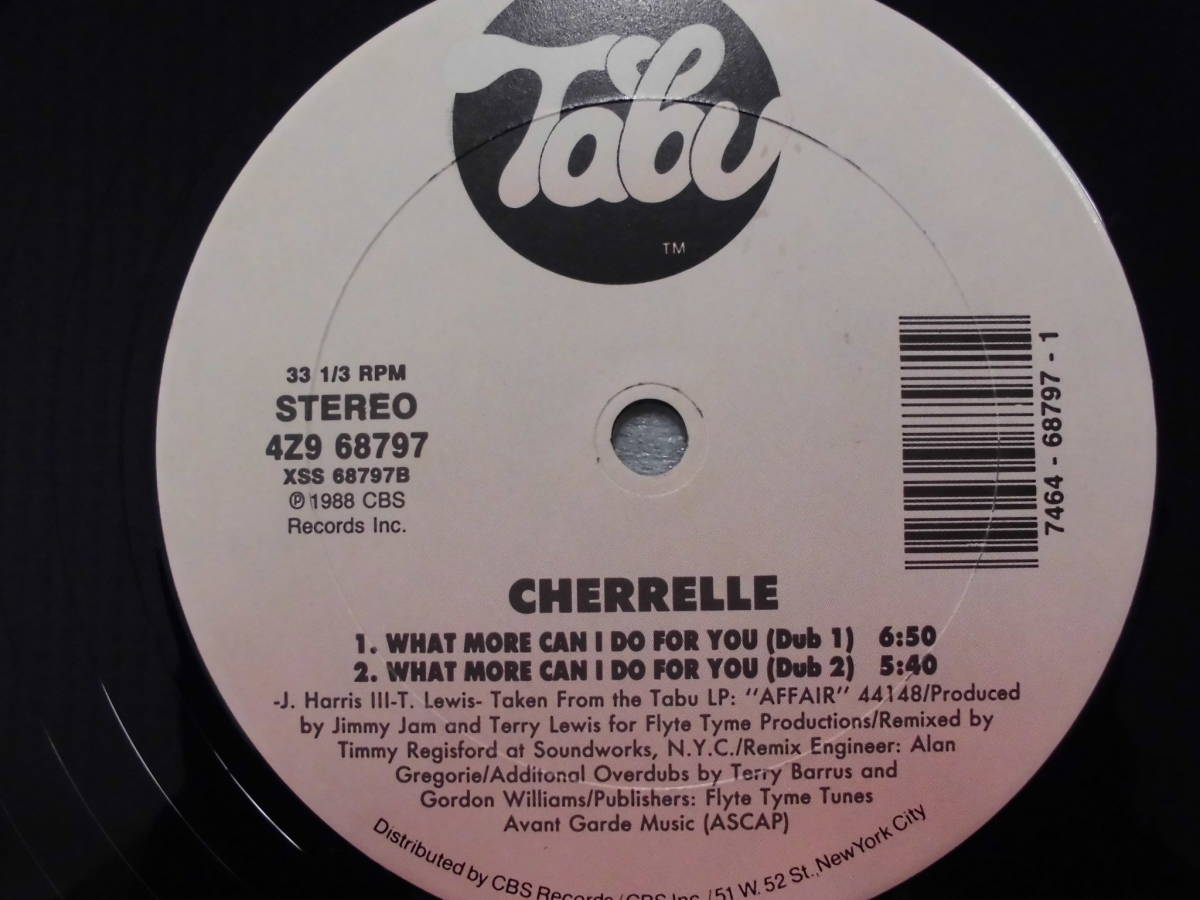 Tabu
TM
33 1/3 RPM
STEREO
4Z9 68797
XSS 68797B
℗ 1988 CBS
Records Inc.
7464 - 68797 - 1
CHERRELLE
1. WHAT MORE CAN I DO FOR YOU (Dub 1) 6:50
2. WHAT MORE CAN I DO FOR YOU (Dub 2) 5:40
-J. Harris III-T. Lewis- Taken From the Tabu LP: "AFFAIR" 44148/Produced
by Jimmy Jam and Terry Lewis for Flyte Tyme Productions/Remixed by
Timmy Regisford at Soundworks, N.Y.C./Remix Engineer: Alan
Gregorie/Additonal Overdubs by Terry Barrus and
Gordon Williams/Publishers: Flyte Tyme Tunes
Avant Garde Music (ASCAP)
Distributed by CBS Records/CBS Inc./51 W. 52 St., New York City